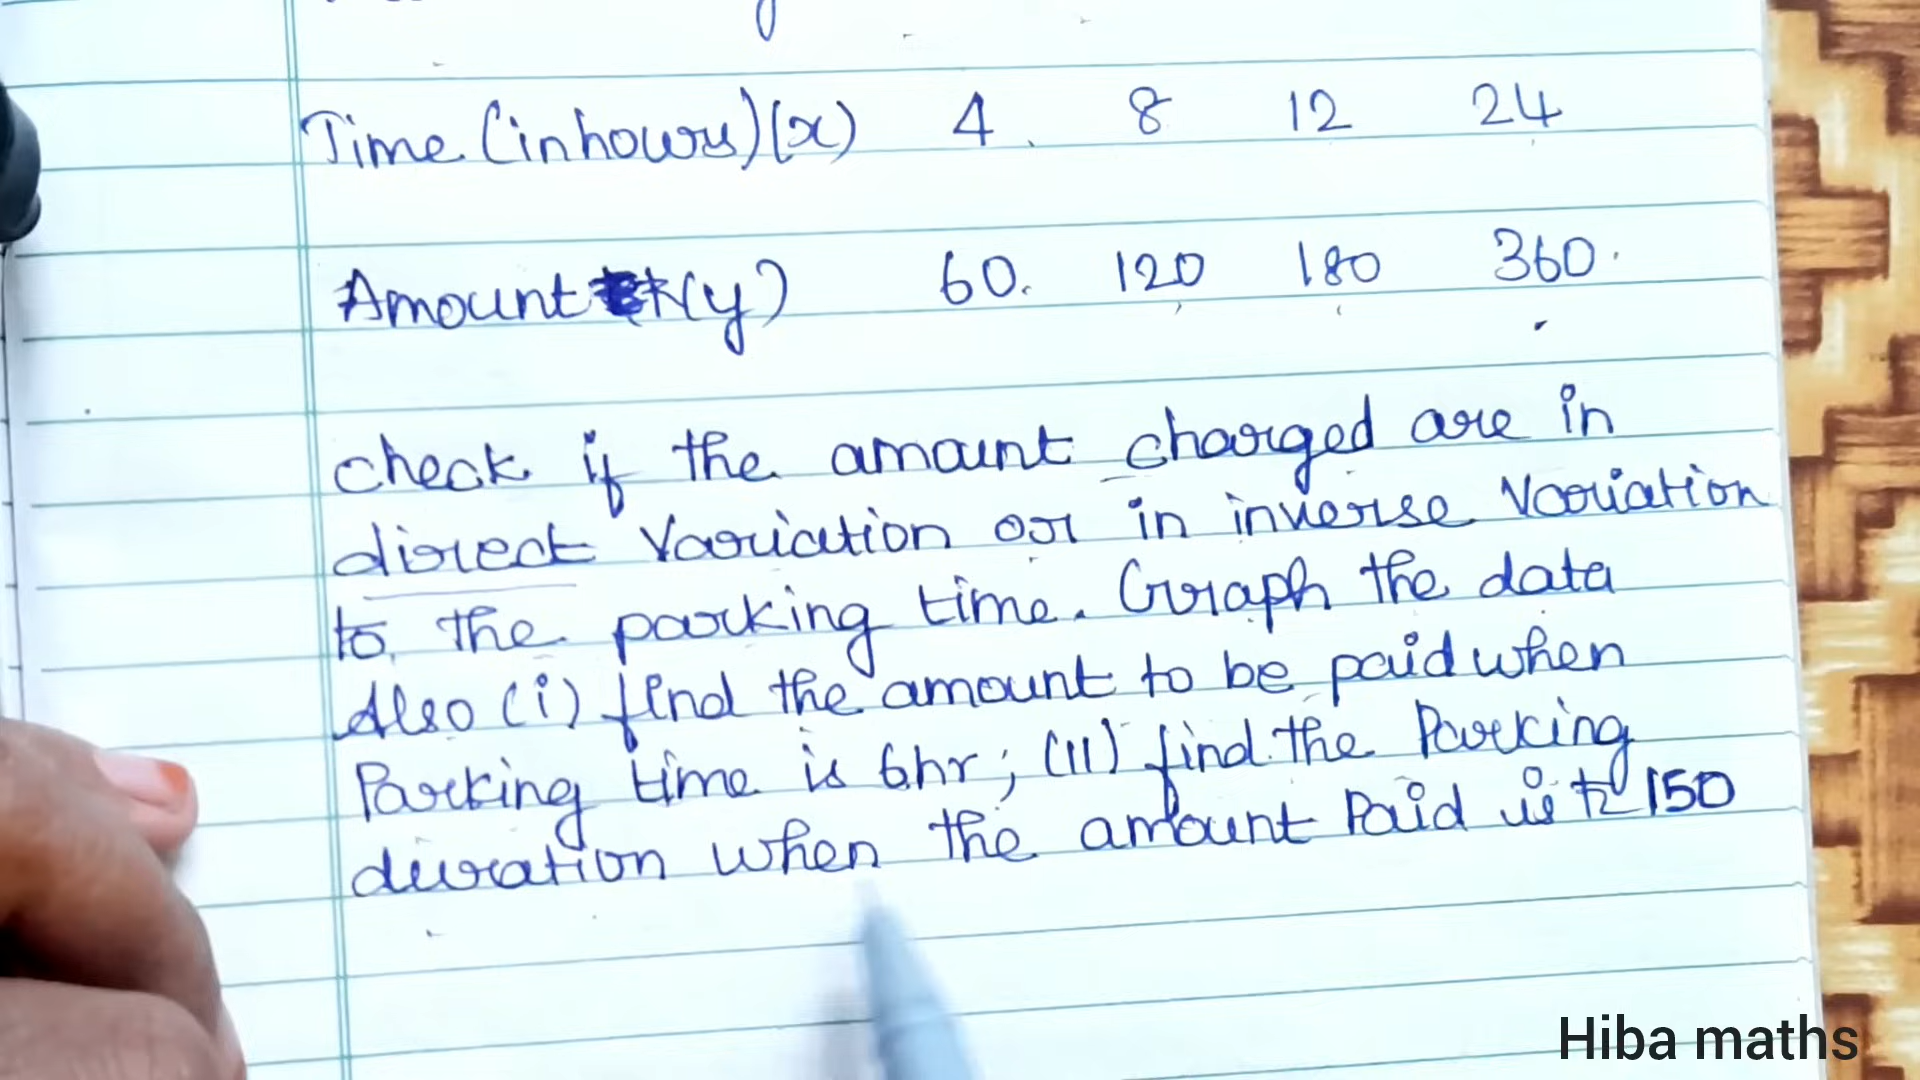 Time (in hours)(x) 4 8 12 24
Amount (y) 60. 120 180 360.
check if the amount charged are in
direct Variation or in inverse Variation
to the parking time. Graph the data
Also (i) find the amount to be paid when
Parking time is 6hr; (II) find the Parking
duration when the amount Paid is ₹ 150
Hiba maths